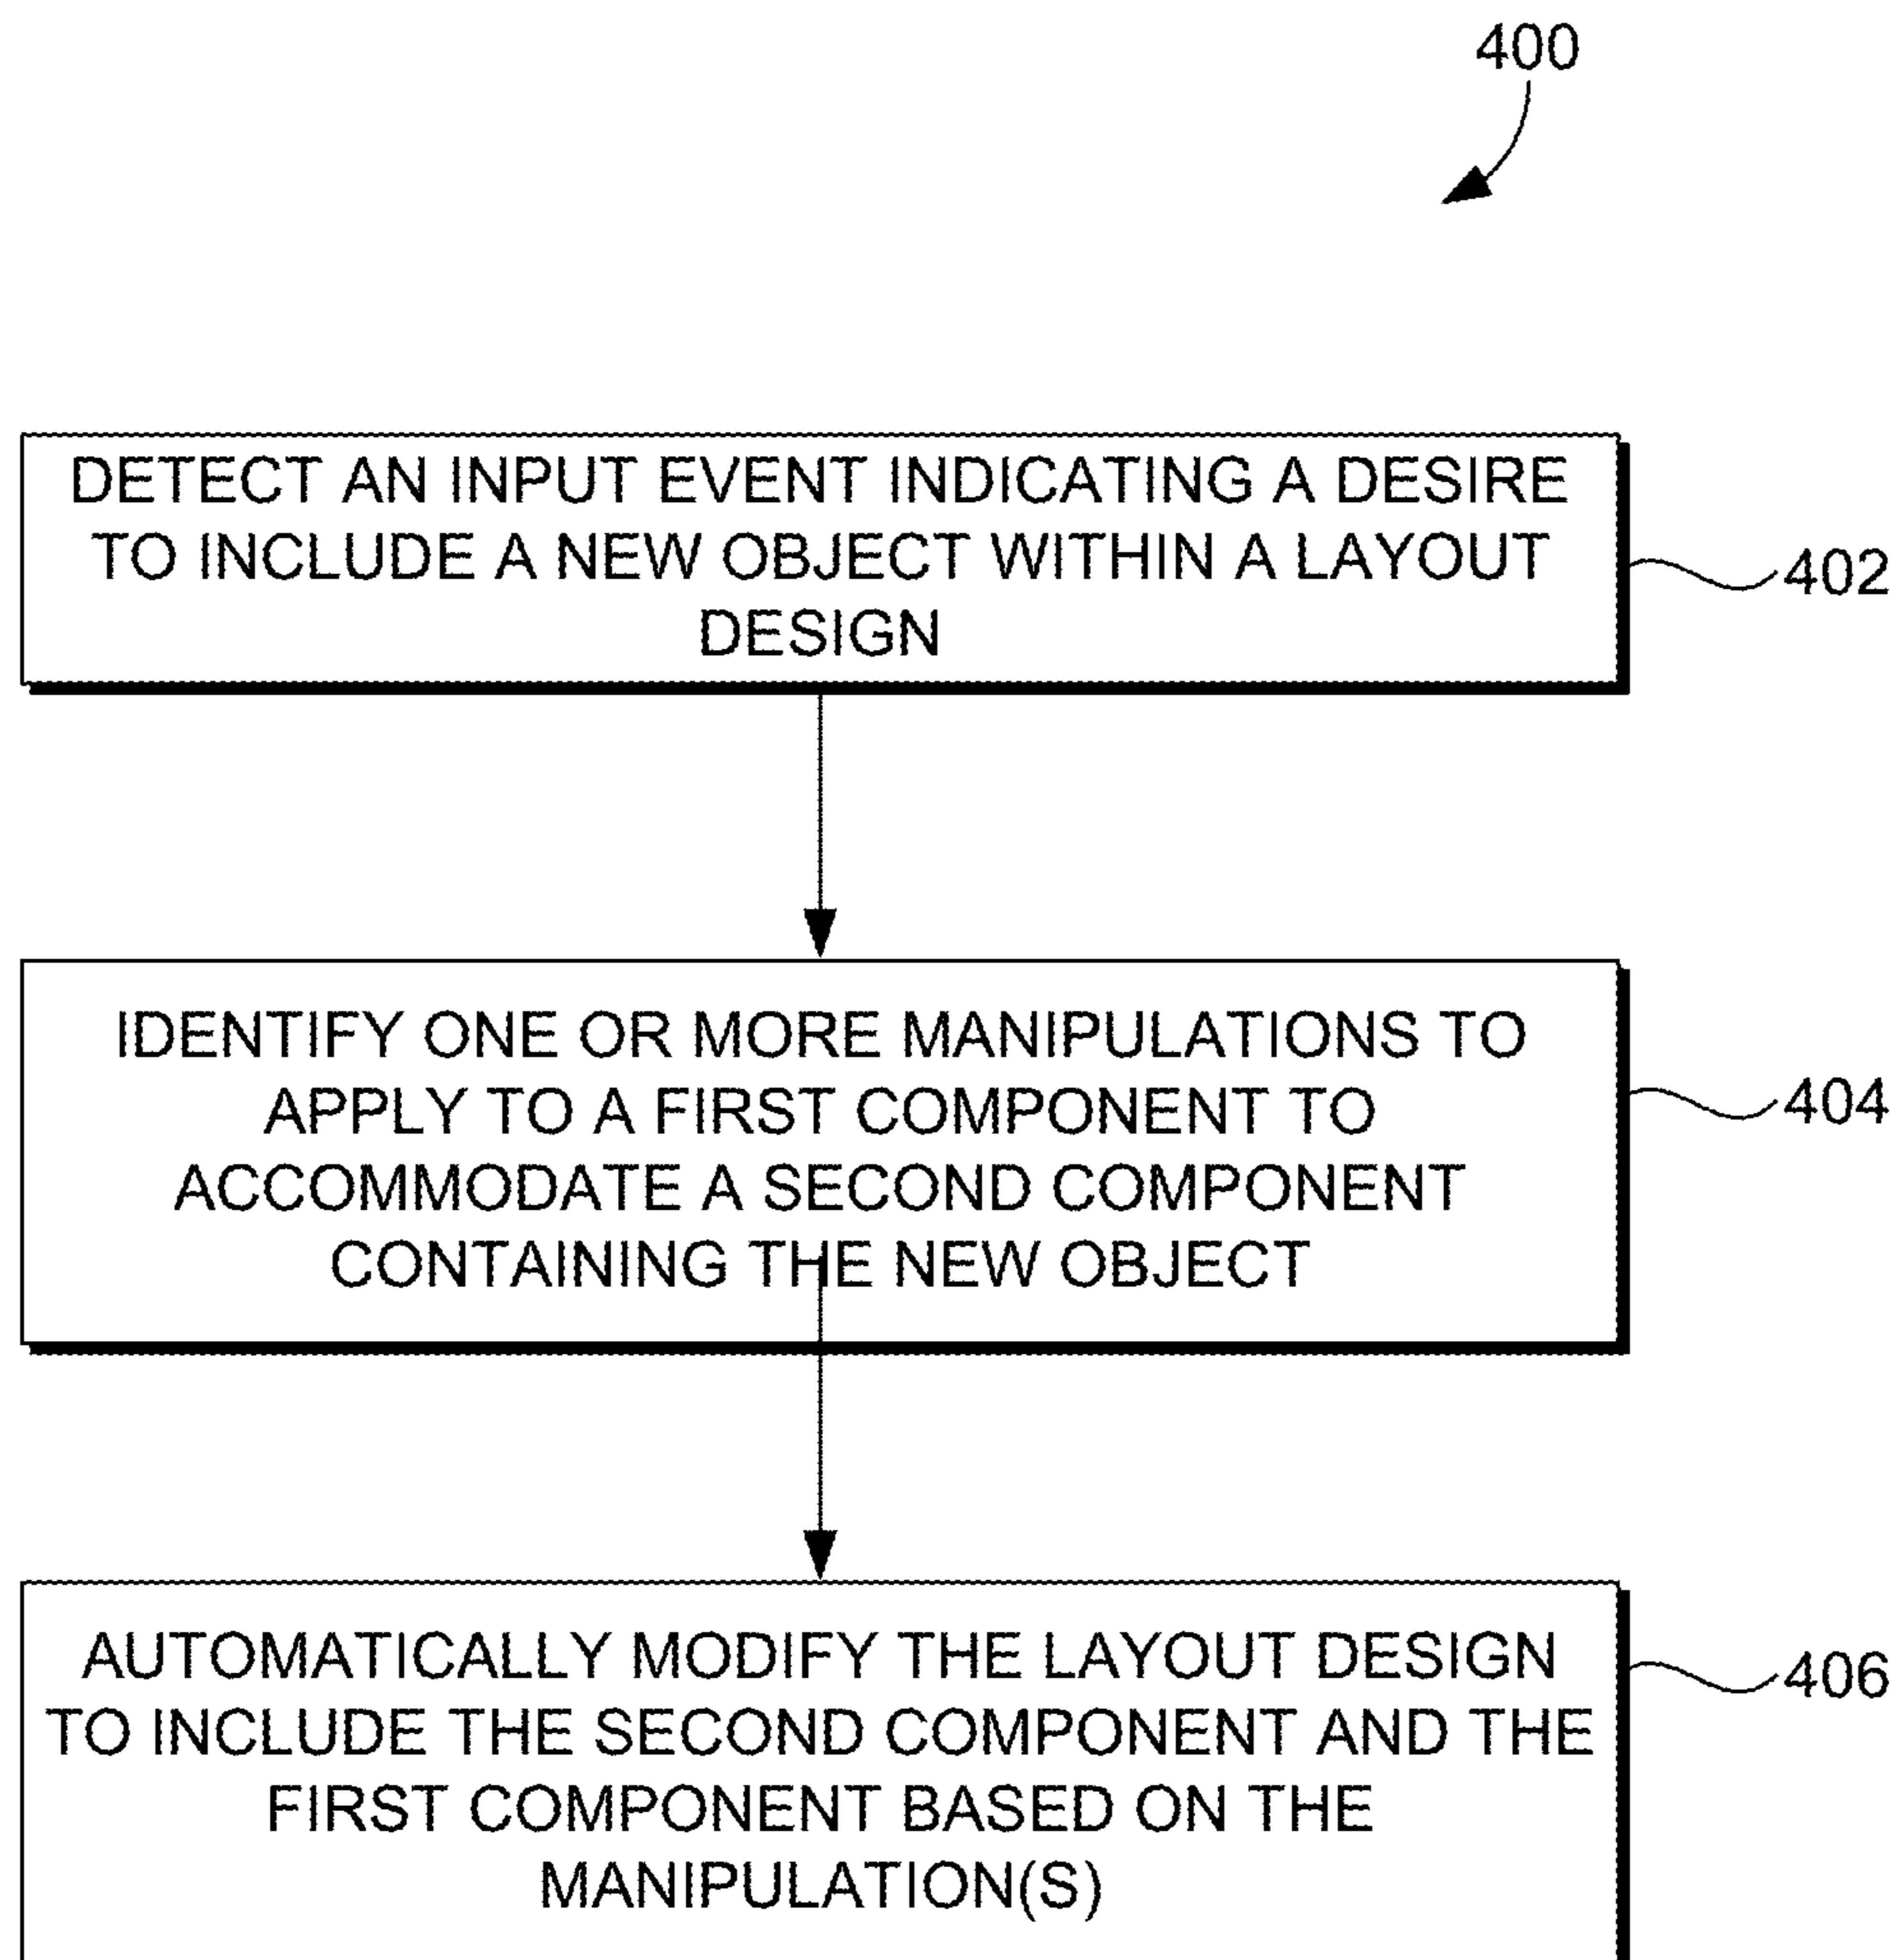 400
DETECT AN INPUT EVENT INDICATING A DESIRE
TO INCLUDE A NEW OBJECT WITHIN A LAYOUT
DESIGN
402
IDENTIFY ONE OR MORE MANIPULATIONS TO
APPLY TO A FIRST COMPONENT TO
ACCOMMODATE A SECOND COMPONENT
CONTAINING THE NEW OBJECT
404
AUTOMATICALLY MODIFY THE LAYOUT DESIGN
TO INCLUDE THE SECOND COMPONENT AND THE
FIRST COMPONENT BASED ON THE
MANIPULATION(S)
406